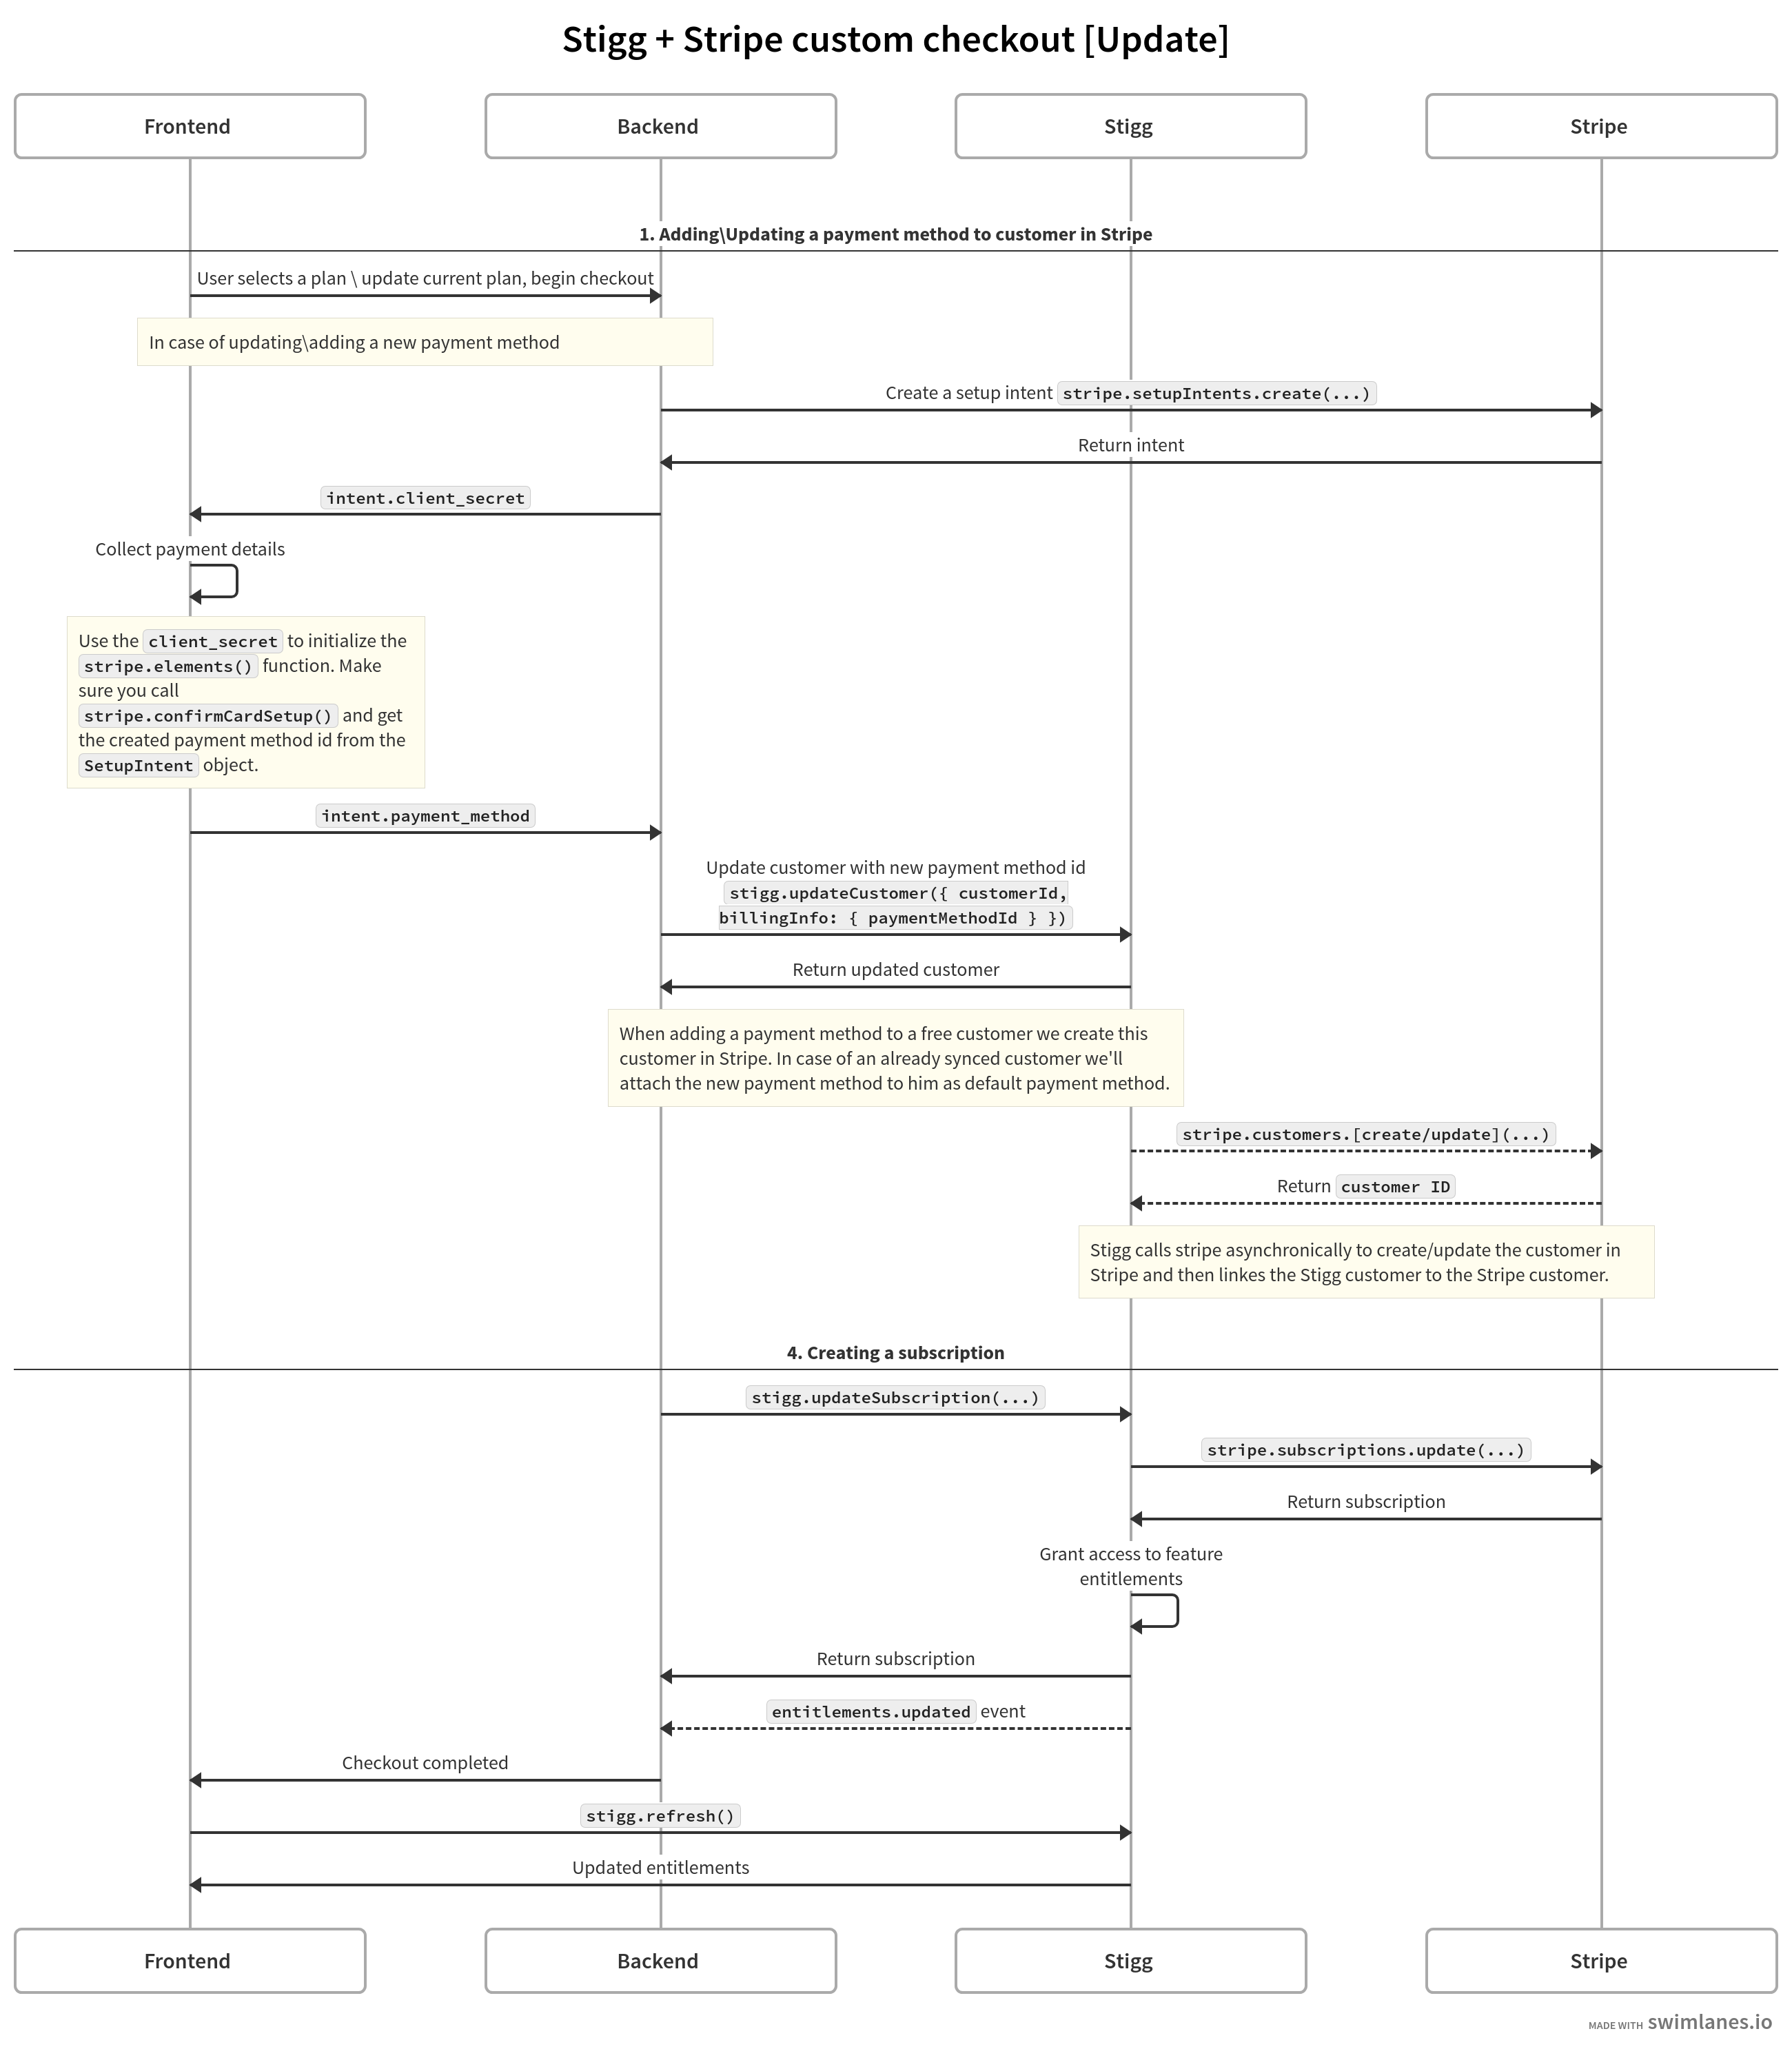 Stigg + Stripe custom checkout [Update]
Frontend
Backend
Stigg
Stripe
1. Adding\Updating a payment method to customer in Stripe
User selects a plan \ update current plan, begin checkout
In case of updating\adding a new payment method
Create a setup intent stripe.setupIntents.create(...)
Return intent
intent.client_secret
Collect payment details
Use the client_secret to initialize the
stripe.elements() function. Make
sure you call
stripe.confirmCardSetup() and get
the created payment method id from the
SetupIntent object.
intent.payment_method
Update customer with new payment method id
stigg.updateCustomer({ customerId,
billingInfo: { paymentMethodId } })
Return updated customer
When adding a payment method to a free customer we create this
customer in Stripe. In case of an already synced customer we'll
attach the new payment method to him as default payment method.
stripe.customers.[create/update](...)
Return customer ID
Stigg calls stripe asynchronically to create/update the customer in
Stripe and then linkes the Stigg customer to the Stripe customer.
4. Creating a subscription
stigg.updateSubscription(...)
stripe.subscriptions.update(...)
Return subscription
Grant access to feature
entitlements
Return subscription
entitlements.updated event
Checkout completed
stigg.refresh()
Updated entitlements
Frontend
Backend
Stigg
Stripe
MADE WITH swimlanes.io